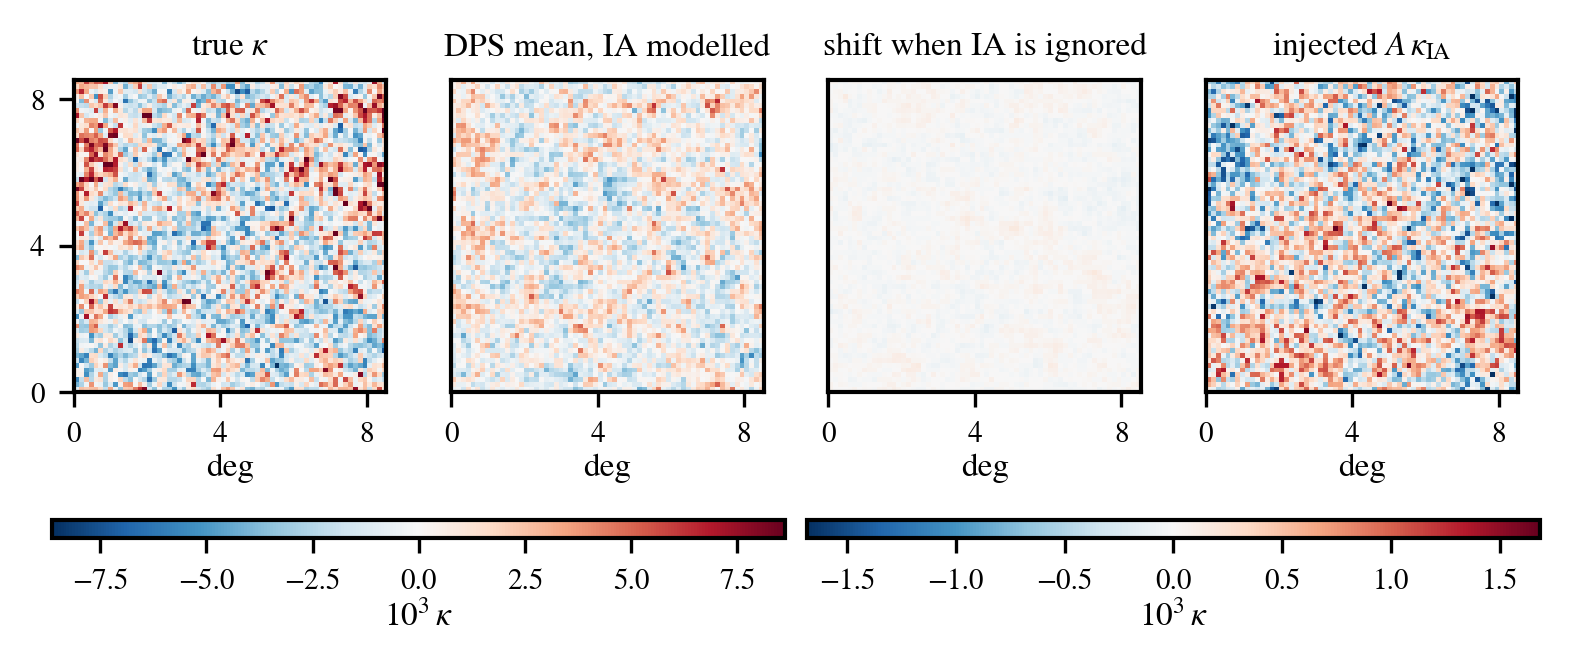 true κ
DPS mean, IA modelled
shift when IA is ignored
injected A κ_IA
8
4
0
0 4 8
0 4 8
0 4 8
0 4 8
deg
deg
deg
deg
−7.5 −5.0 −2.5 0.0 2.5 5.0 7.5
10³ κ
−1.5 −1.0 −0.5 0.0 0.5 1.0 1.5
10³ κ